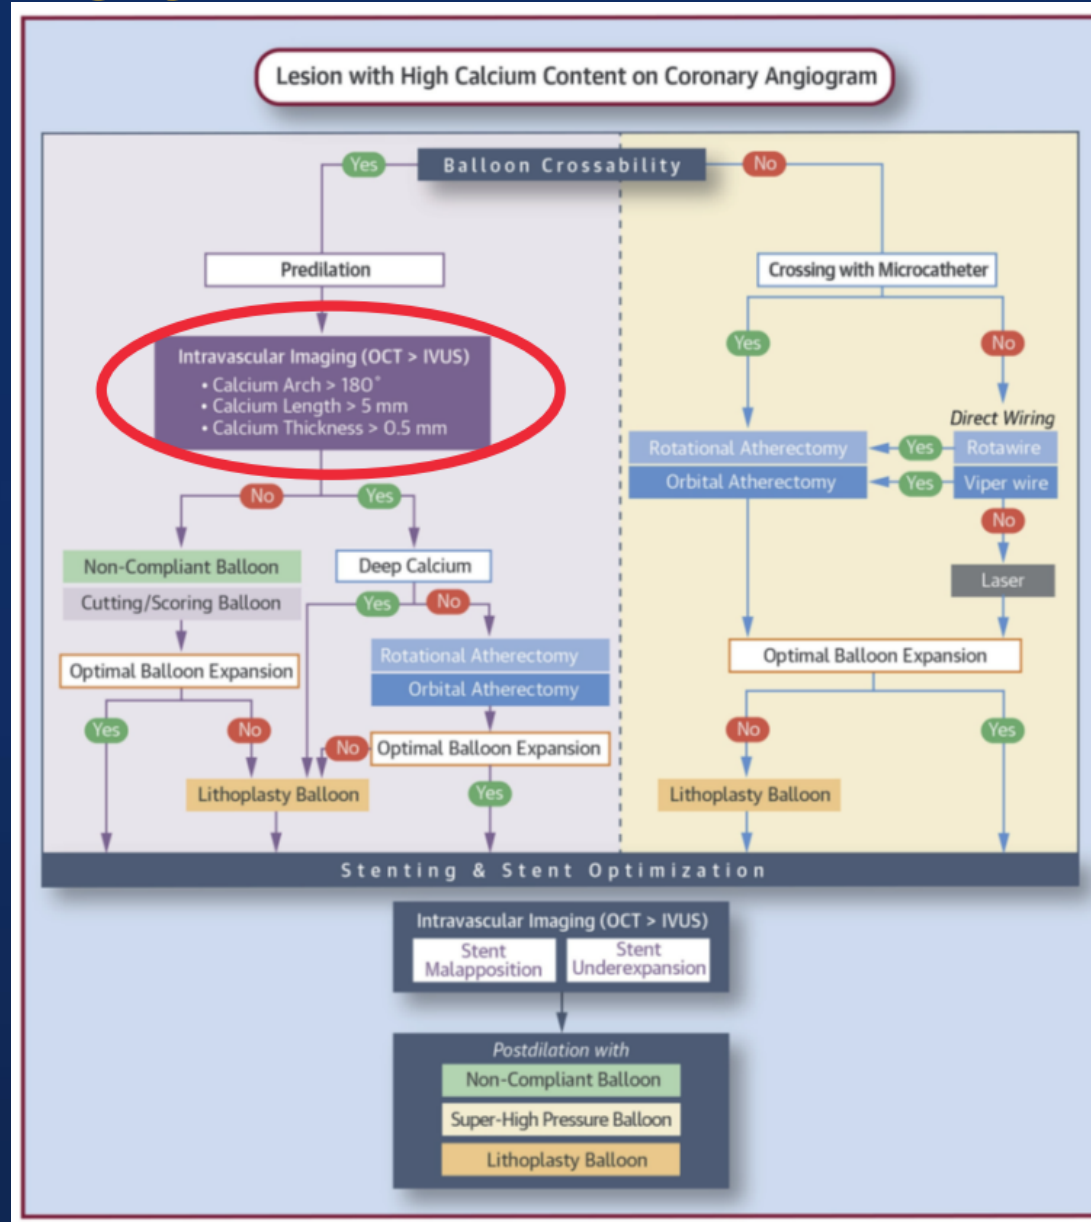 Lesion with High Calcium Content on Coronary Angiogram
Yes
Balloon Crossability
No
Predilation
Crossing with Microcatheter
Intravascular Imaging (OCT > IVUS)
• Calcium Arch > 180°
• Calcium Length > 5 mm
• Calcium Thickness > 0.5 mm
Yes
No
Direct Wiring
Rotational Atherectomy
Yes
Rotawire
Orbital Atherectomy
Yes
Viper wire
No
Laser
No
Yes
Non-Compliant Balloon
Cutting/Scoring Balloon
Deep Calcium
Yes
No
Optimal Balloon Expansion
Rotational Atherectomy
Orbital Atherectomy
Optimal Balloon Expansion
Yes
No
No
Optimal Balloon Expansion
No
Yes
Lithoplasty Balloon
Yes
Lithoplasty Balloon
Stenting & Stent Optimization
Intravascular Imaging (OCT > IVUS)
Stent
Malapposition
Stent
Underexpansion
Postdilation with
Non-Compliant Balloon
Super-High Pressure Balloon
Lithoplasty Balloon